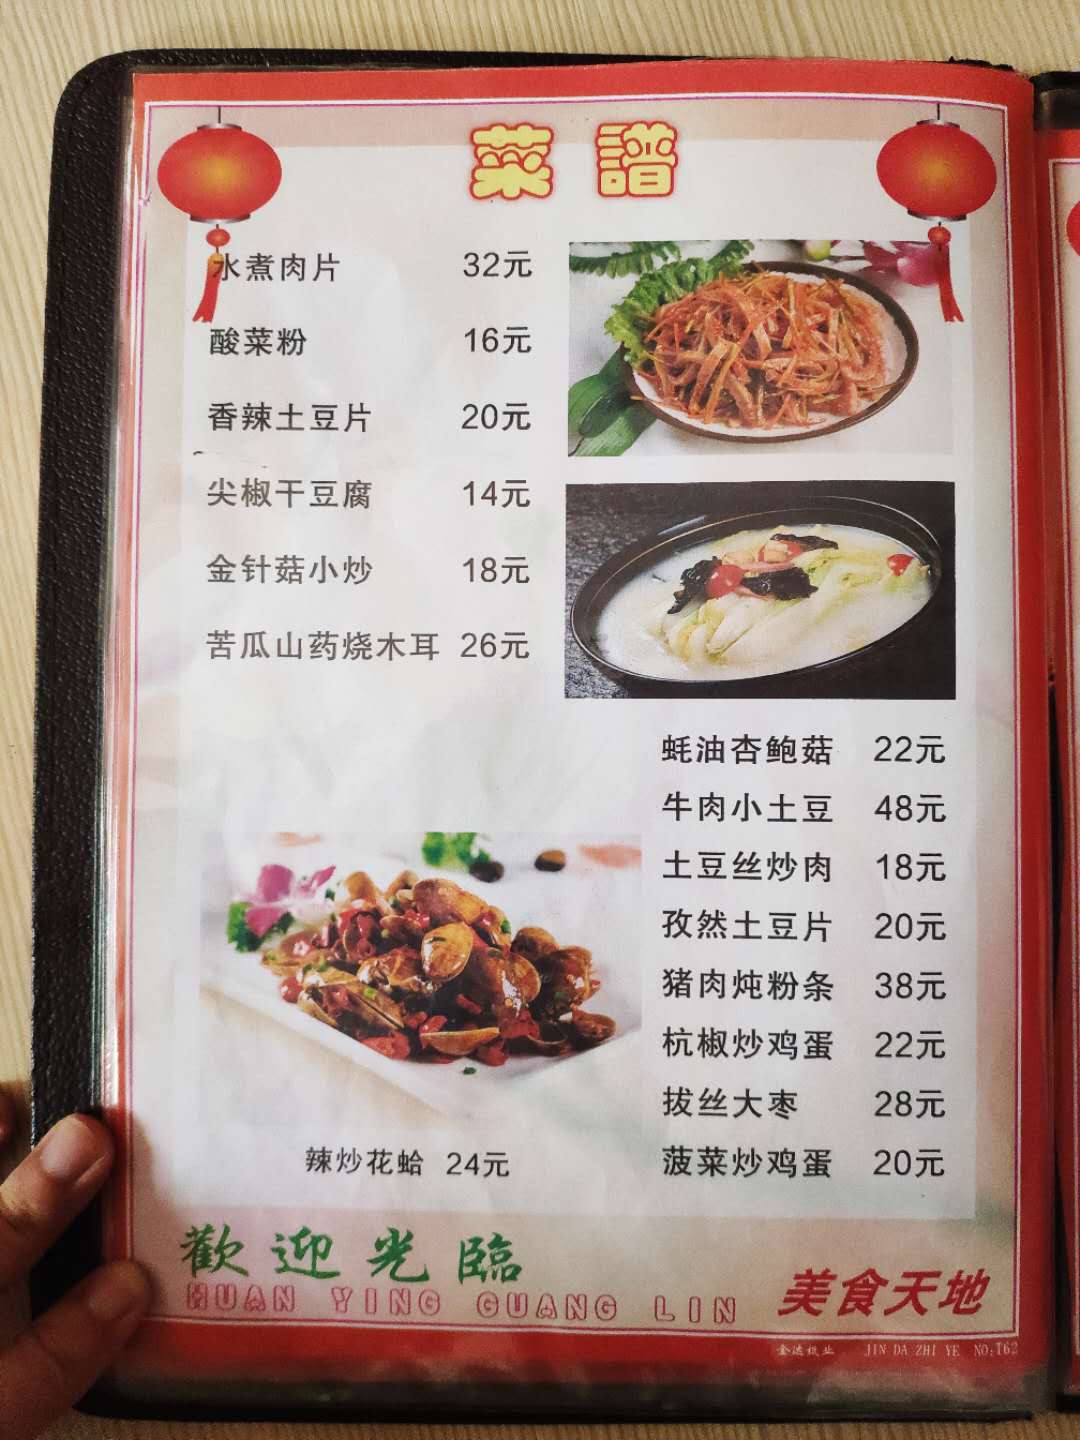 菜譜
水煮肉片 32元
酸菜粉 16元
香辣土豆片 20元
尖椒干豆腐 14元
金针菇小炒 18元
苦瓜山药烧木耳 26元
蚝油杏鲍菇 22元
牛肉小土豆 48元
土豆丝炒肉 18元
孜然土豆片 20元
猪肉炖粉条 38元
杭椒炒鸡蛋 22元
拔丝大枣 28元
菠菜炒鸡蛋 20元
辣炒花蛤 24元
歡迎光臨
HUAN YING GUANG LIN
美食天地
金达纸业 JIN DA ZHI YE NO:T62